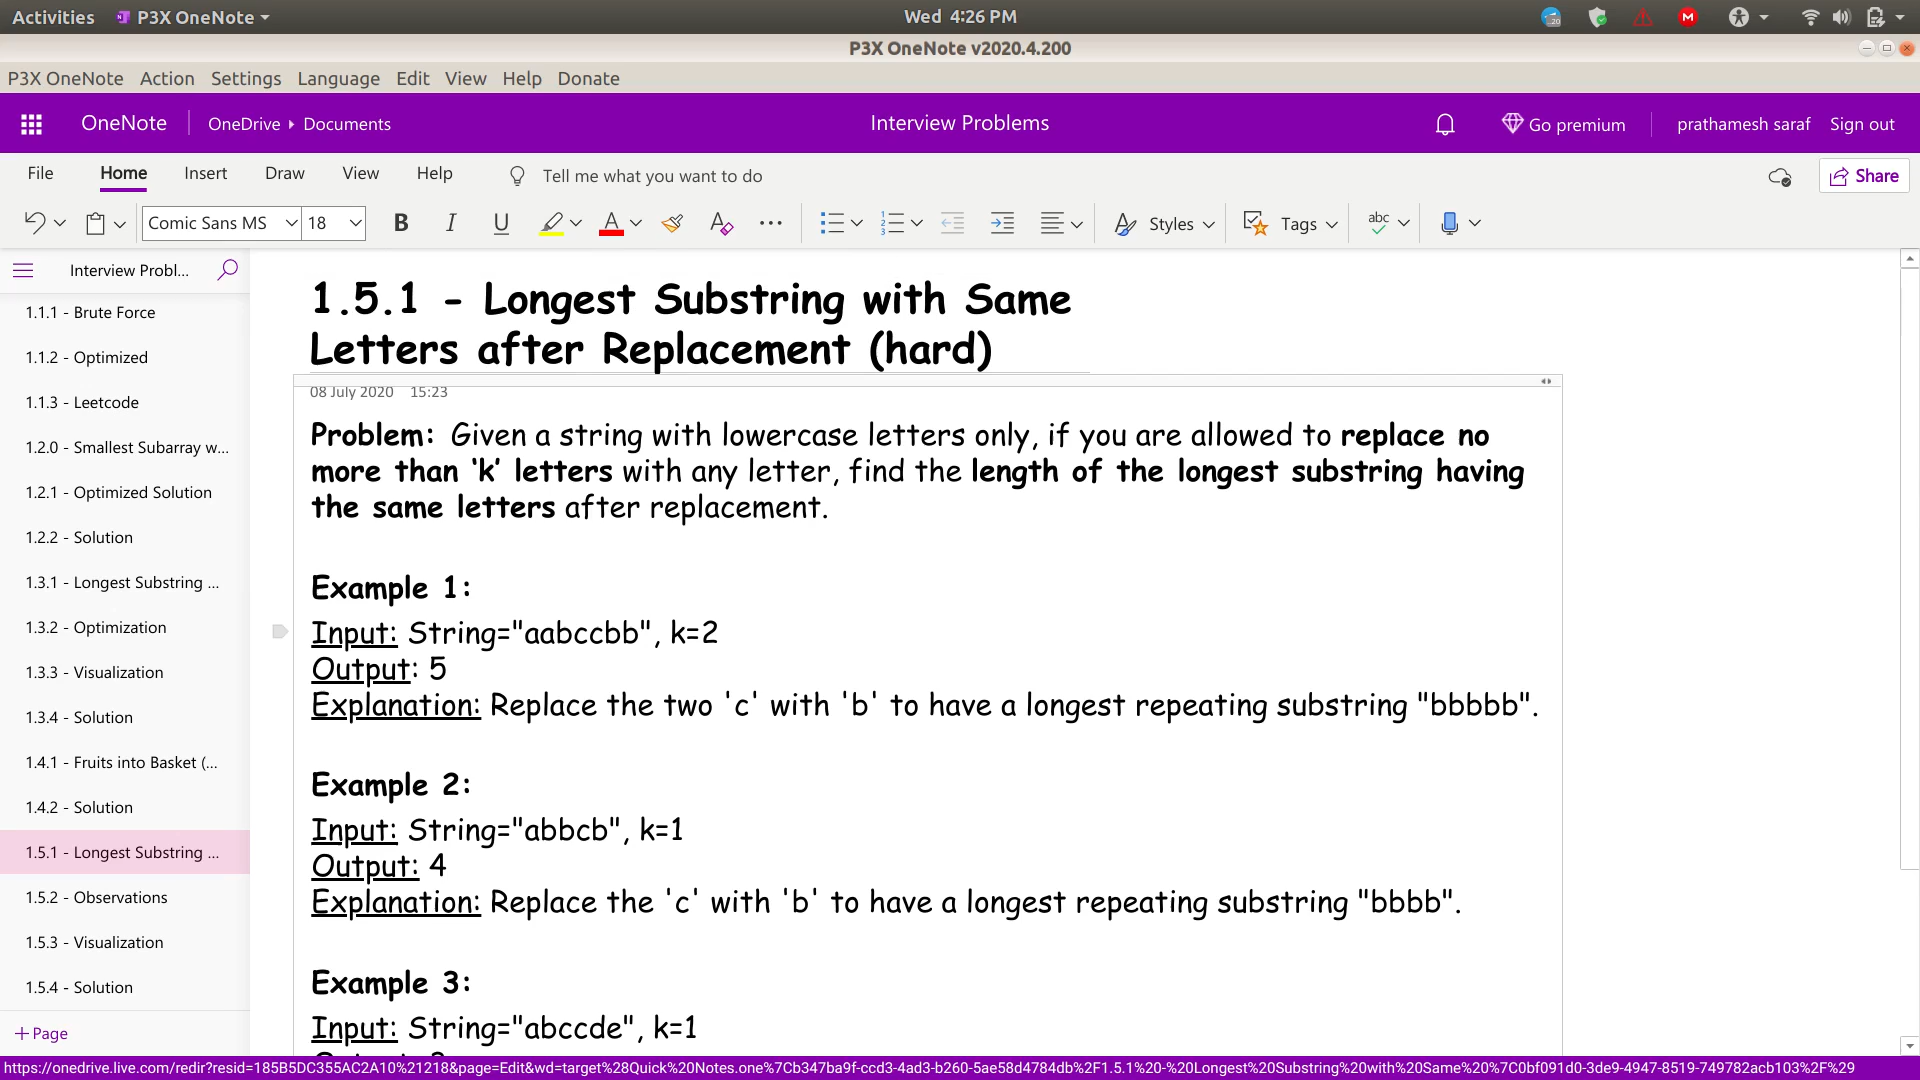 Activities P3X OneNote Wed 4:26 PM
P3X OneNote v2020.4.200
P3X OneNote Action Settings Language Edit View Help Donate
OneNote OneDrive Documents Interview Problems Go premium prathamesh saraf Sign out
File Home Insert Draw View Help Tell me what you want to do Share
Comic Sans MS 18 B I U A A Styles Tags abc
Interview Probl...
1.1.1 - Brute Force
1.1.2 - Optimized
1.1.3 - Leetcode
1.2.0 - Smallest Subarray w...
1.2.1 - Optimized Solution
1.2.2 - Solution
1.3.1 - Longest Substring ...
1.3.2 - Optimization
1.3.3 - Visualization
1.3.4 - Solution
1.4.1 - Fruits into Basket (...
1.4.2 - Solution
1.5.1 - Longest Substring ...
1.5.2 - Observations
1.5.3 - Visualization
1.5.4 - Solution
+ Page
1.5.1 - Longest Substring with Same
Letters after Replacement (hard)
08 July 2020 15:23
Problem: Given a string with lowercase letters only, if you are allowed to replace no
more than ‘k’ letters with any letter, find the length of the longest substring having
the same letters after replacement.
Example 1:
Input: String="aabccbb", k=2
Output: 5
Explanation: Replace the two 'c' with 'b' to have a longest repeating substring "bbbbb".
Example 2:
Input: String="abbcb", k=1
Output: 4
Explanation: Replace the 'c' with 'b' to have a longest repeating substring "bbbb".
Example 3:
Input: String="abccde", k=1
https://onedrive.live.com/redir?resid=185B5DC355AC2A10%21218&page=Edit&wd=target%28Quick%20Notes.one%7Cb347ba9f-ccd3-4ad3-b260-5ae58d4784db%2F1.5.1%20-%20Longest%20Substring%20with%20Same%20%7C0bf091d0-3de9-4947-8519-749782acb103%2F%29